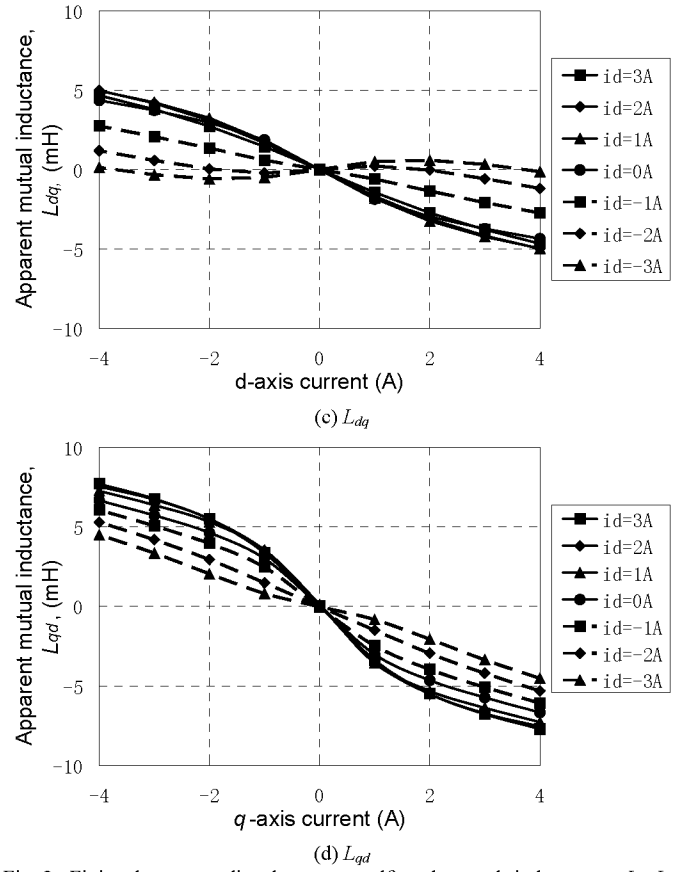 10
5
0
−5
−10
−4
−2
0
2
4
Apparent mutual inductance,
Ldq, (mH)
d-axis current (A)
id=3A
id=2A
id=1A
id=0A
id=−1A
id=−2A
id=−3A
(c) Ldq
10
5
0
−5
−10
−4
−2
0
2
4
Apparent mutual inductance,
Lqd, (mH)
q-axis current (A)
id=3A
id=2A
id=1A
id=0A
id=−1A
id=−2A
id=−3A
(d) Lqd